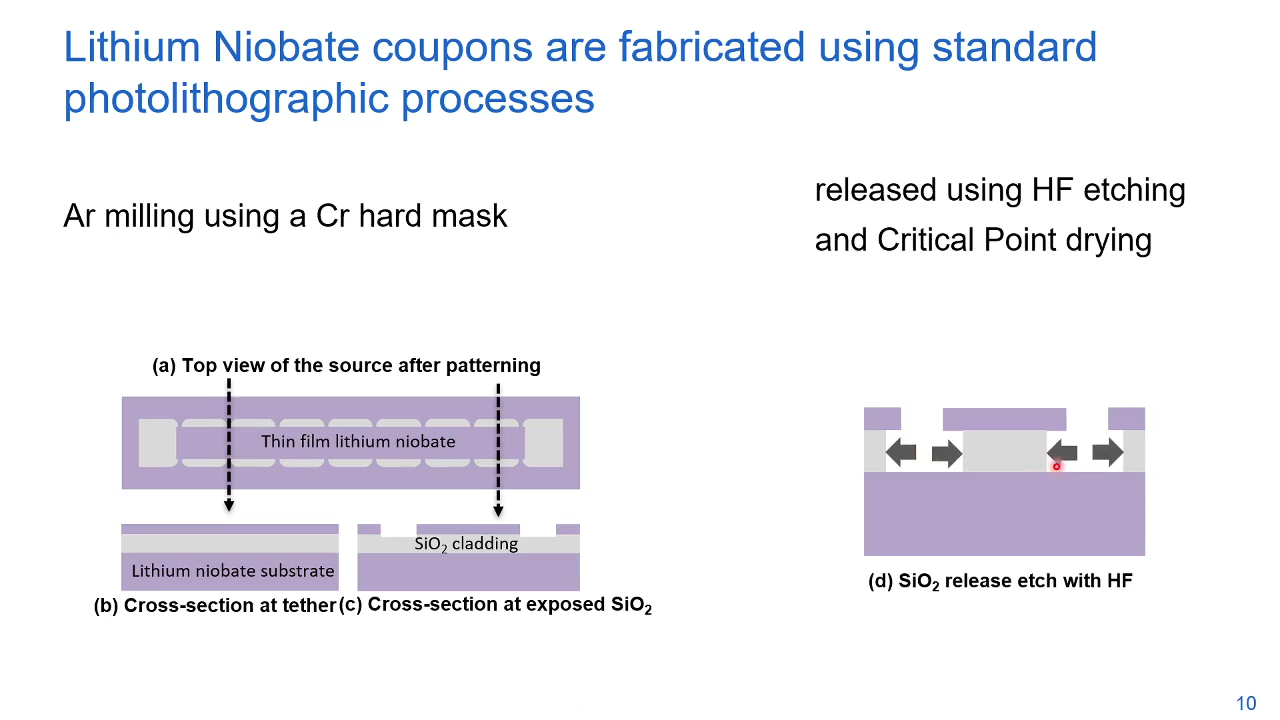 Lithium Niobate coupons are fabricated using standard
photolithographic processes
Ar milling using a Cr hard mask
released using HF etching
and Critical Point drying
(a) Top view of the source after patterning
Thin film lithium niobate
SiO₂ cladding
Lithium niobate substrate
(b) Cross-section at tether
(c) Cross-section at exposed SiO₂
(d) SiO₂ release etch with HF
10